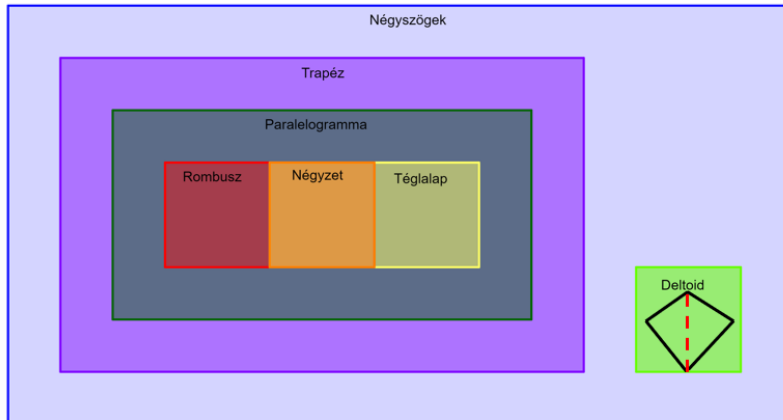 Négyszögek
Trapéz
Paralelogramma
Rombusz
Négyzet
Téglalap
Deltoid